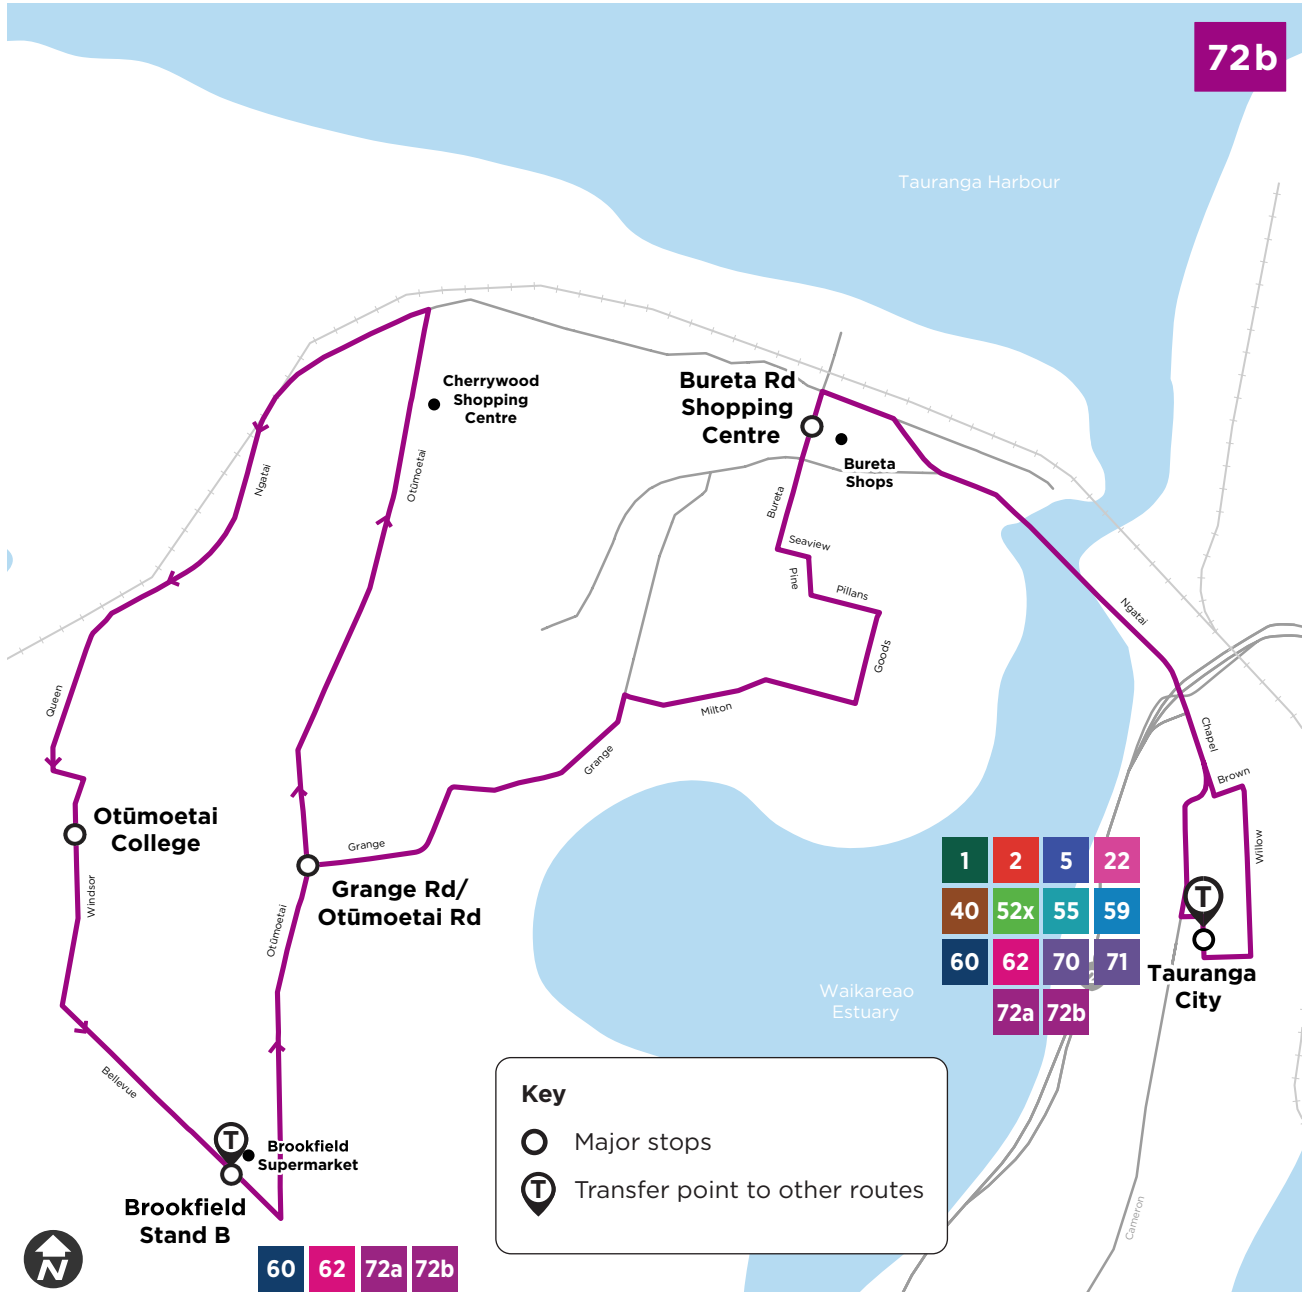 72b
Tauranga Harbour
Cherrywood
Shopping
Centre
Bureta Rd
Shopping
Centre
Bureta
Shops
Ngatai
Otūmoetai
Bureta
Seaview
Pine
Pillans
Goods
Milton
Grange
Ngatai
Chapel
Brown
Willow
Queen
Otūmoetai
College
Windsor
Grange
Grange Rd/
Otūmoetai Rd
Otūmoetai
1 2 5 22
40 52x 55 59
60 62 70 71
72a 72b
T
Tauranga
City
Waikareao
Estuary
Bellevue
T
Brookfield
Supermarket
Brookfield
Stand B
60 62 72a 72b
N
Key
Major stops
T Transfer point to other routes
Cameron